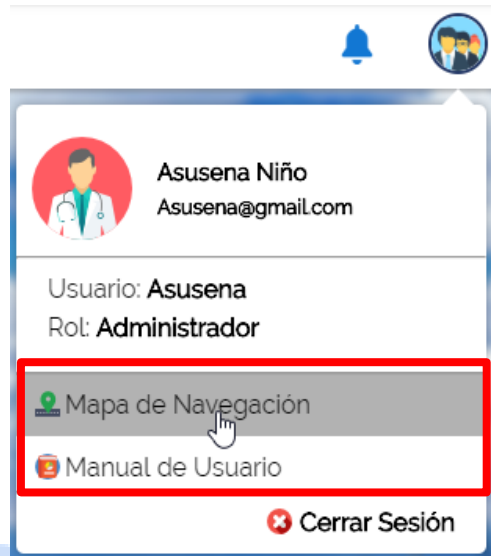 Asusena Niño
Asusena@gmail.com
Usuario: Asusena
Rol: Administrador
Mapa de Navegación
Manual de Usuario
Cerrar Sesión